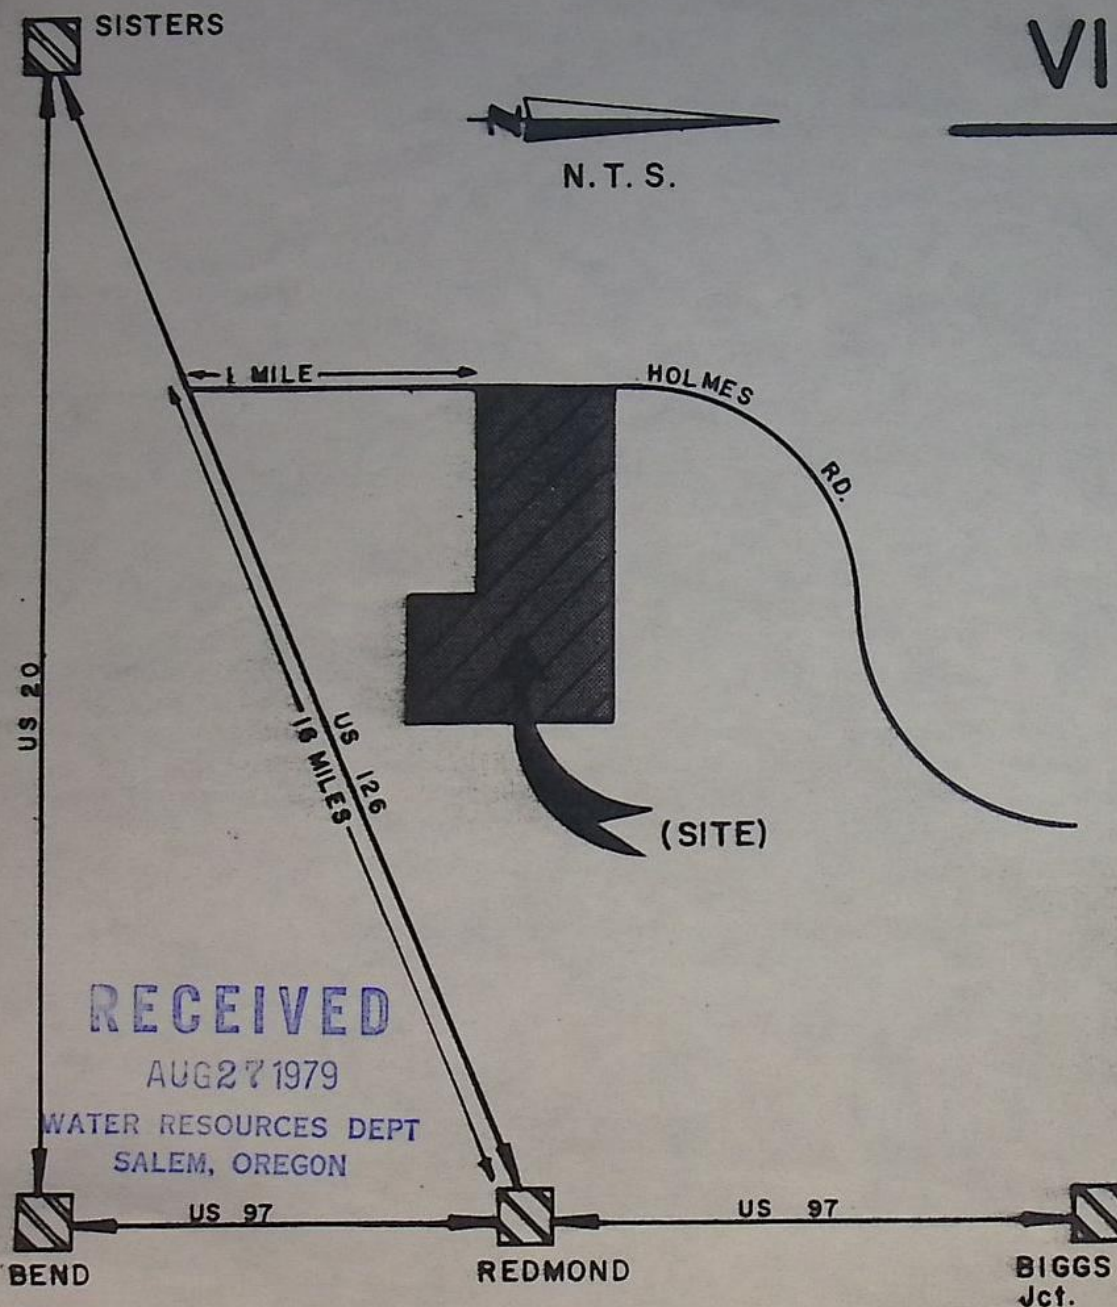 SISTERS
VI
N
N.T.S.
1 MILE
HOLMES
RD.
US 20
US 126
MILES
(SITE)
RECEIVED
AUG 27 1979
WATER RESOURCES DEPT
SALEM, OREGON
US 97
US 97
BEND
REDMOND
BIGGS
Jct.